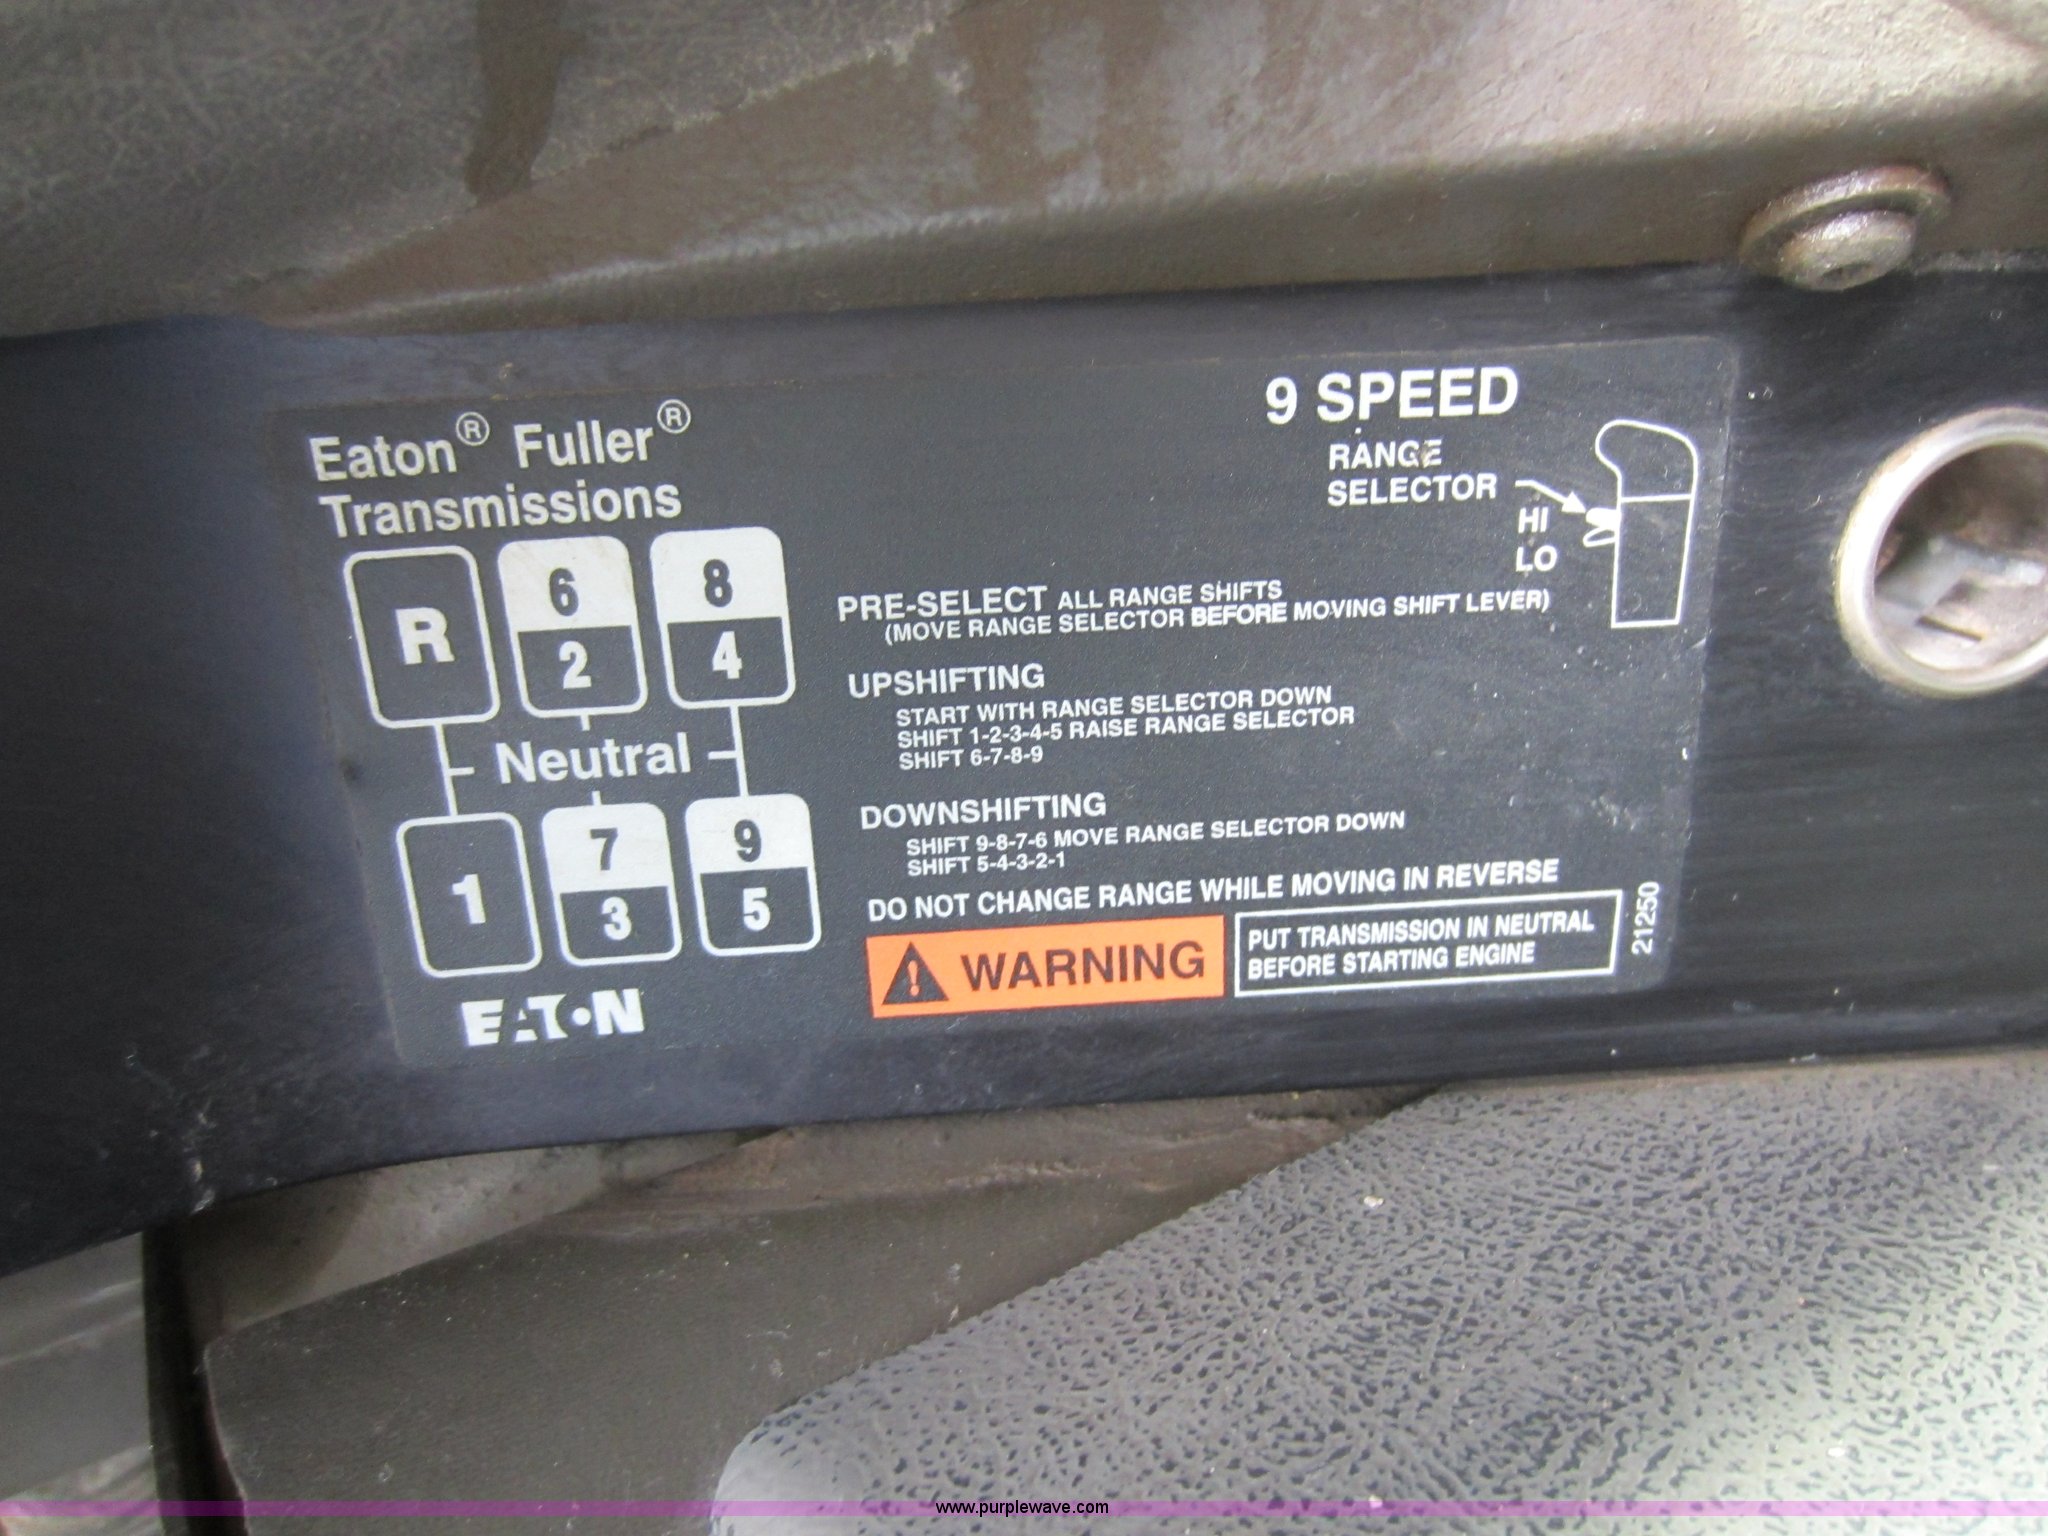 Eaton® Fuller®
Transmissions
R
6
2
8
4
Neutral
1
7
3
9
5
EATON
9 SPEED
RANGE
SELECTOR
HI
LO
PRE-SELECT ALL RANGE SHIFTS
(MOVE RANGE SELECTOR BEFORE MOVING SHIFT LEVER)
UPSHIFTING
START WITH RANGE SELECTOR DOWN
SHIFT 1-2-3-4-5 RAISE RANGE SELECTOR
SHIFT 6-7-8-9
DOWNSHIFTING
SHIFT 9-8-7-6 MOVE RANGE SELECTOR DOWN
SHIFT 5-4-3-2-1
DO NOT CHANGE RANGE WHILE MOVING IN REVERSE
WARNING
PUT TRANSMISSION IN NEUTRAL
BEFORE STARTING ENGINE
21250
www.purplewave.com